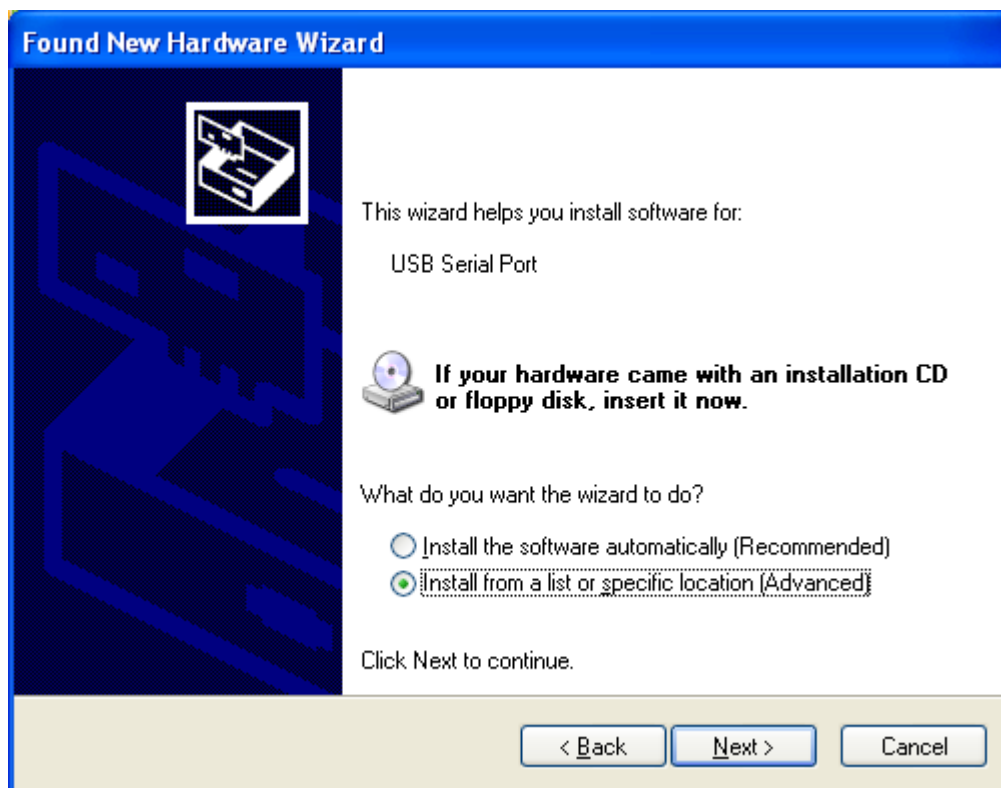 Found New Hardware Wizard
This wizard helps you install software for:
USB Serial Port
If your hardware came with an installation CD
or floppy disk, insert it now.
What do you want the wizard to do?
Install the software automatically (Recommended)
Install from a list or specific location (Advanced)
Click Next to continue.
< Back
Next >
Cancel